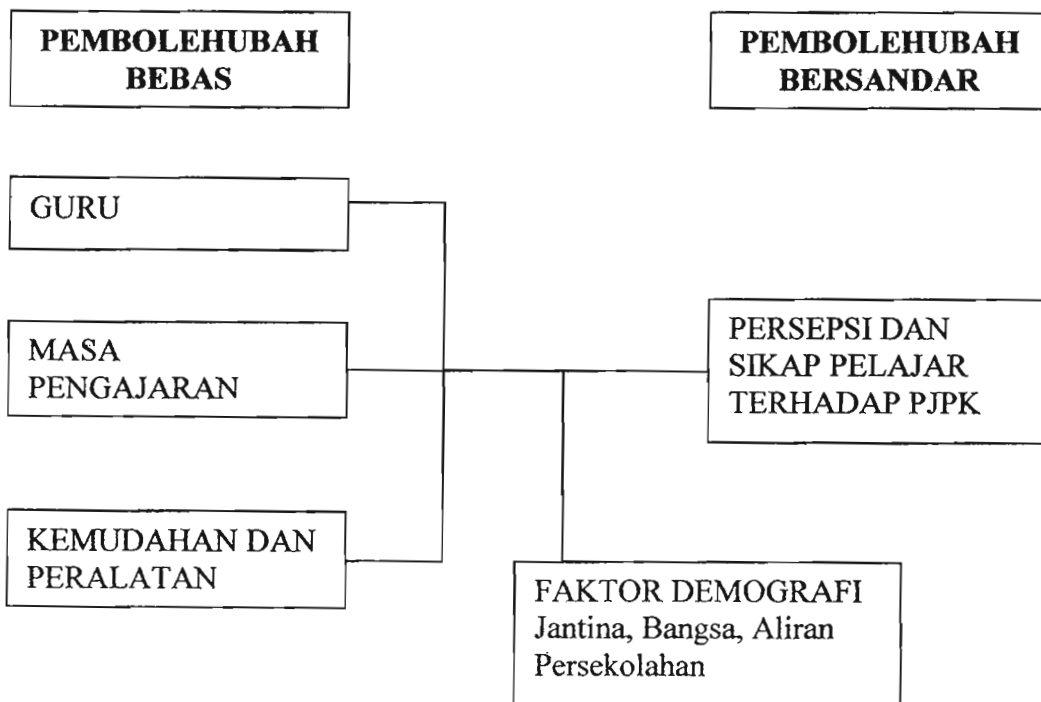 PEMBOLEHUBAH
BEBAS
PEMBOLEHUBAH
BERSANDAR
GURU
MASA
PENGAJARAN
PERSEPSI DAN
SIKAP PELAJAR
TERHADAP PJPK
KEMUDAHAN DAN
PERALATAN
FAKTOR DEMOGRAFI
Jantina, Bangsa, Aliran
Persekolahan